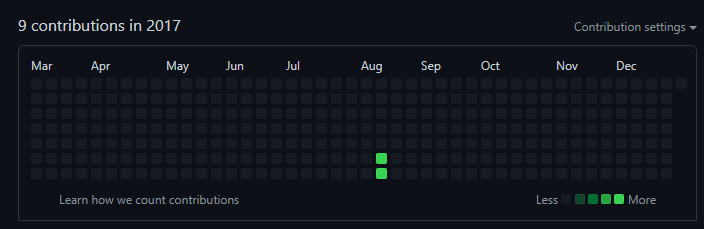 9 contributions in 2017
Contribution settings
Mar Apr May Jun Jul Aug Sep Oct Nov Dec
Learn how we count contributions
Less More